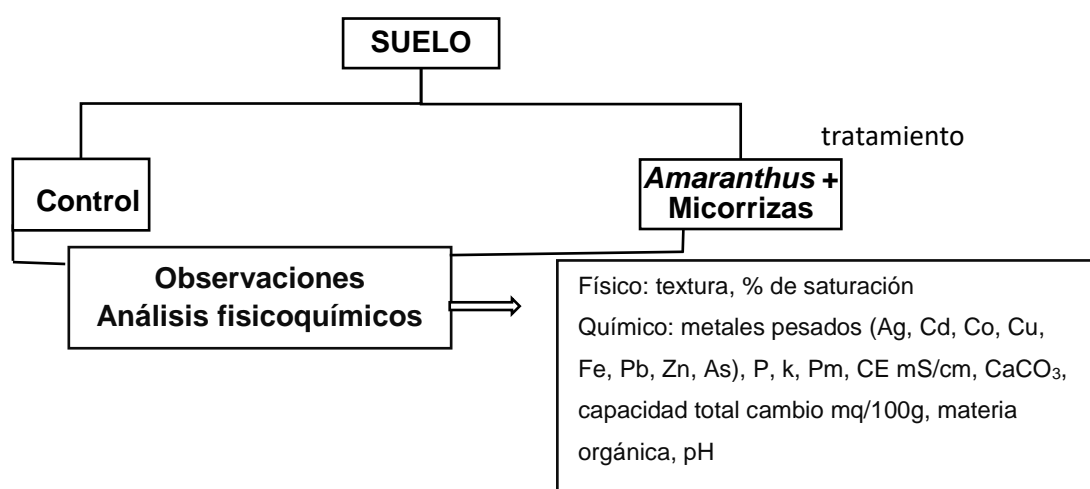 SUELO
tratamiento
Control
Amaranthus +
Micorrizas
Observaciones
Análisis fisicoquímicos
Físico: textura, % de saturación
Químico: metales pesados (Ag, Cd, Co, Cu,
Fe, Pb, Zn, As), P, k, Pm, CE mS/cm, CaCO₃,
capacidad total cambio mq/100g, materia
orgánica, pH